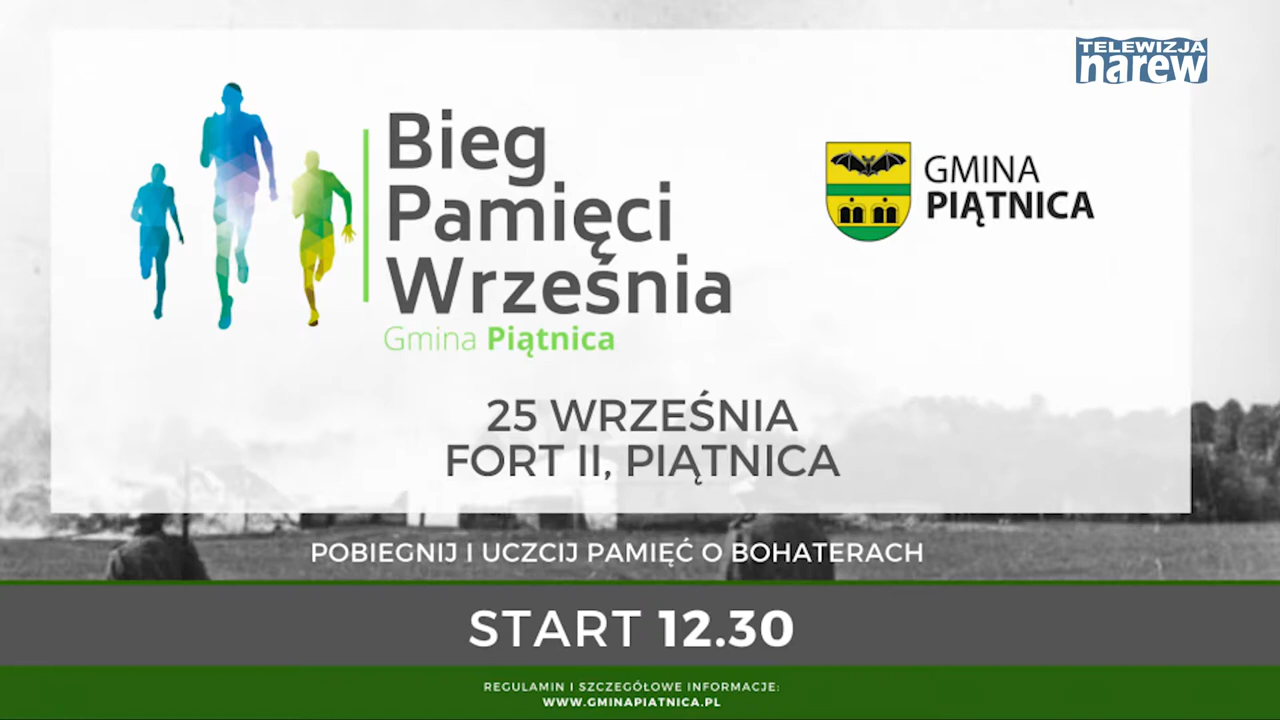 TELEWIZJA
narew
Bieg
Pamięci
Września
Gmina Piątnica
GMINA
PIĄTNICA
25 WRZEŚNIA
FORT II, PIĄTNICA
POBIEGNIJ I UCZCIJ PAMIĘĆ O BOHATERACH
START 12.30
REGULAMIN I SZCZEGÓŁOWE INFORMACJE:
WWW.GMINAPIATNICA.PL